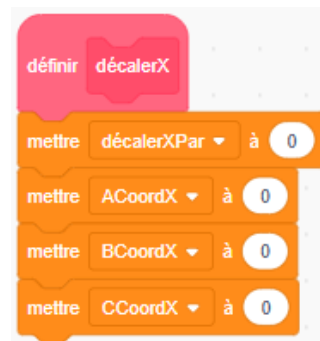 définir décalerX
mettre décalerXPar à 0
mettre ACoordX à 0
mettre BCoordX à 0
mettre CCoordX à 0